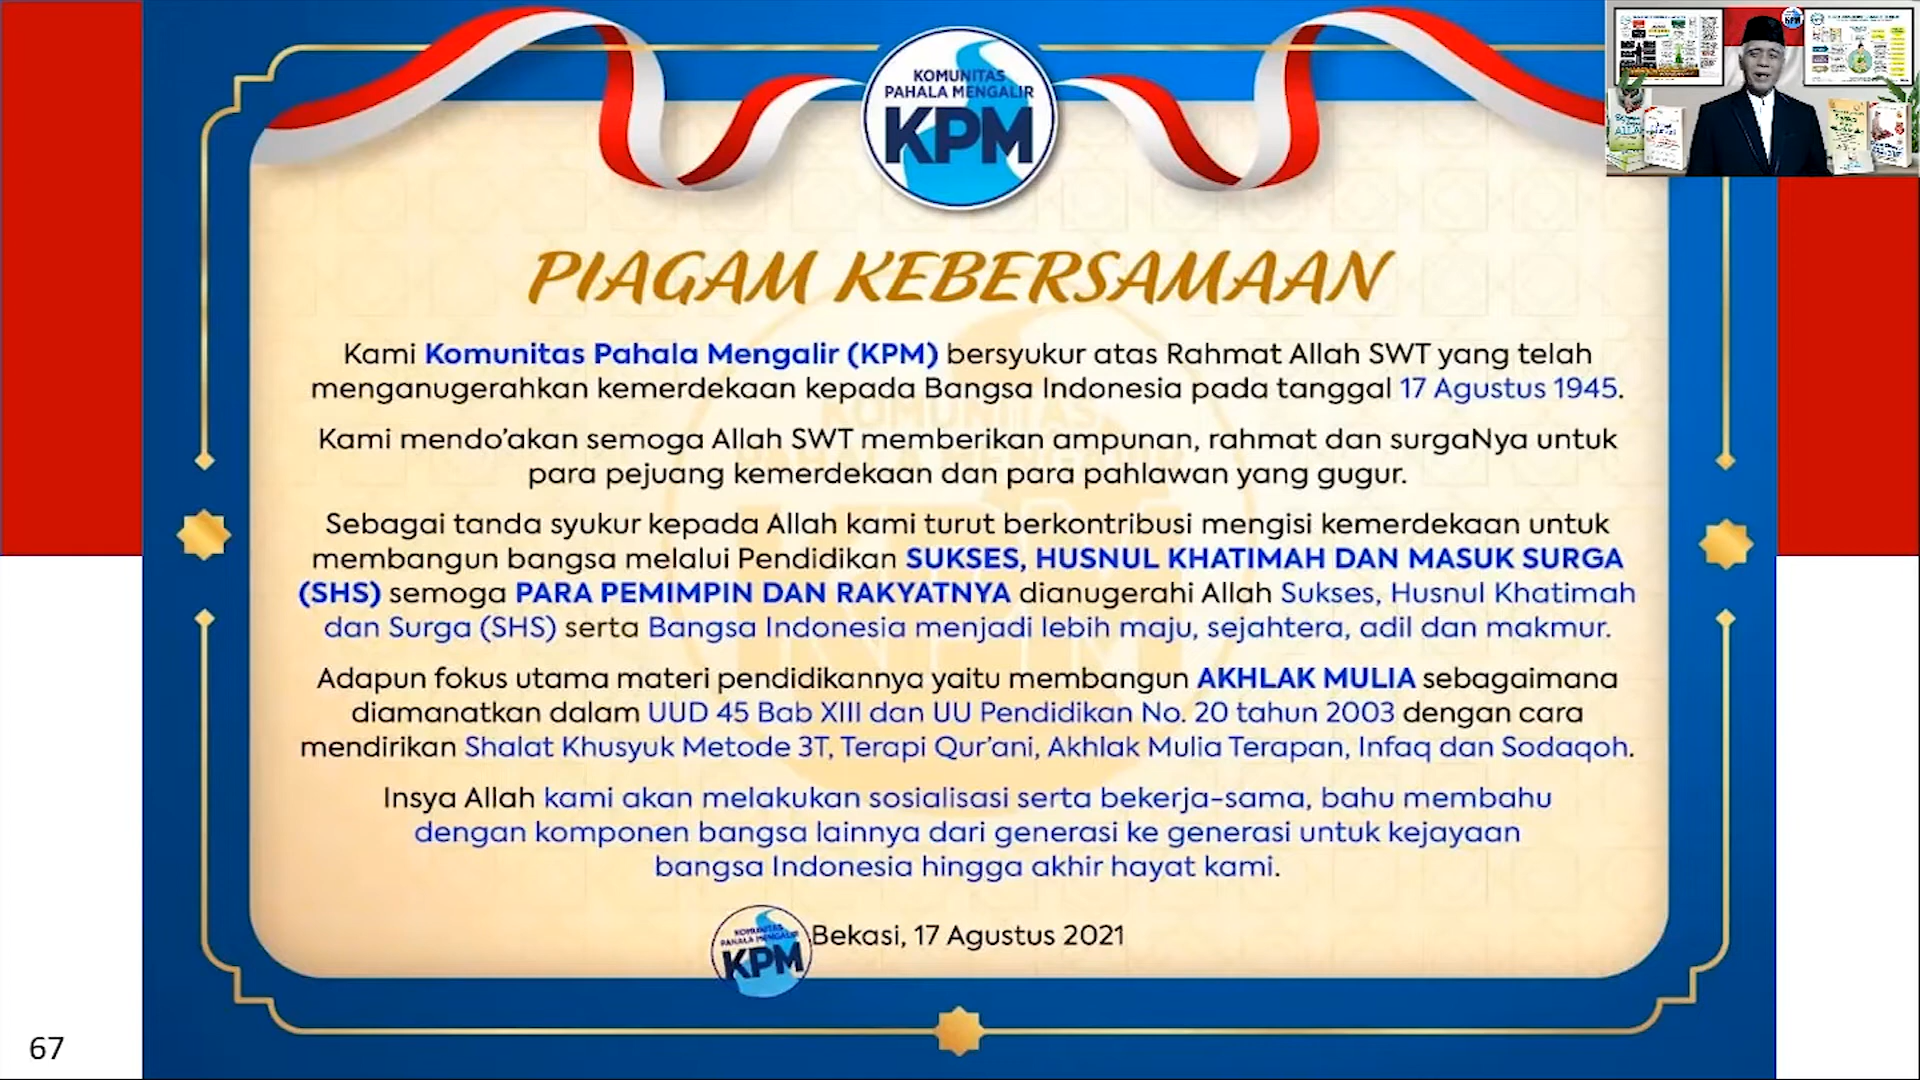 KOMUNITAS
PAHALA MENGALIR
KPM
PIAGAM KEBERSAMAAN
Kami Komunitas Pahala Mengalir (KPM) bersyukur atas Rahmat Allah SWT yang telah
menganugerahkan kemerdekaan kepada Bangsa Indonesia pada tanggal 17 Agustus 1945.
Kami mendo’akan semoga Allah SWT memberikan ampunan, rahmat dan surgaNya untuk
para pejuang kemerdekaan dan para pahlawan yang gugur.
Sebagai tanda syukur kepada Allah kami turut berkontribusi mengisi kemerdekaan untuk
membangun bangsa melalui Pendidikan SUKSES, HUSNUL KHATIMAH DAN MASUK SURGA
(SHS) semoga PARA PEMIMPIN DAN RAKYATNYA dianugerahi Allah Sukses, Husnul Khatimah
dan Surga (SHS) serta Bangsa Indonesia menjadi lebih maju, sejahtera, adil dan makmur.
Adapun fokus utama materi pendidikannya yaitu membangun AKHLAK MULIA sebagaimana
diamanatkan dalam UUD 45 Bab XIII dan UU Pendidikan No. 20 tahun 2003 dengan cara
mendirikan Shalat Khusyuk Metode 3T, Terapi Qur’ani, Akhlak Mulia Terapan, Infaq dan Sodaqoh.
Insya Allah kami akan melakukan sosialisasi serta bekerja-sama, bahu membahu
dengan komponen bangsa lainnya dari generasi ke generasi untuk kejayaan
bangsa Indonesia hingga akhir hayat kami.
KOMUNITAS
PAHALA MENGALIR
KPM
Bekasi, 17 Agustus 2021
67
KPM